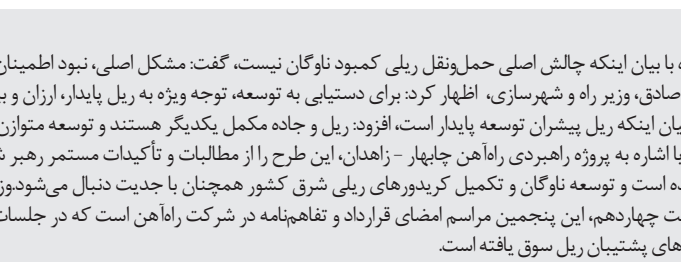 ه با بیان اینکه چالش اصلی حمل‌ونقل ریلی کمبود ناوگان نیست، گفت: مشکل اصلی، نبود اطمینان
صادق، وزیر راه و شهرسازی، اظهار کرد: برای دستیابی به توسعه، توجه ویژه به ریل پایدار، ارزان و بی
یان اینکه ریل پیشران توسعه پایدار است، افزود: ریل و جاده مکمل یکدیگر هستند و توسعه متوازن
با اشاره به پروژه راهبردی راه‌آهن چابهار - زاهدان، این طرح را از مطالبات و تأکیدات مستمر رهبر ش
ده است و توسعه ناوگان و تکمیل کریدورهای ریلی شرق کشور همچنان با جدیت دنبال می‌شود.وز
ت چهاردهم، این پنجمین مراسم امضای قرارداد و تفاهم‌نامه در شرکت راه‌آهن است که در جلسات
های پشتیبان ریل سوق یافته است.